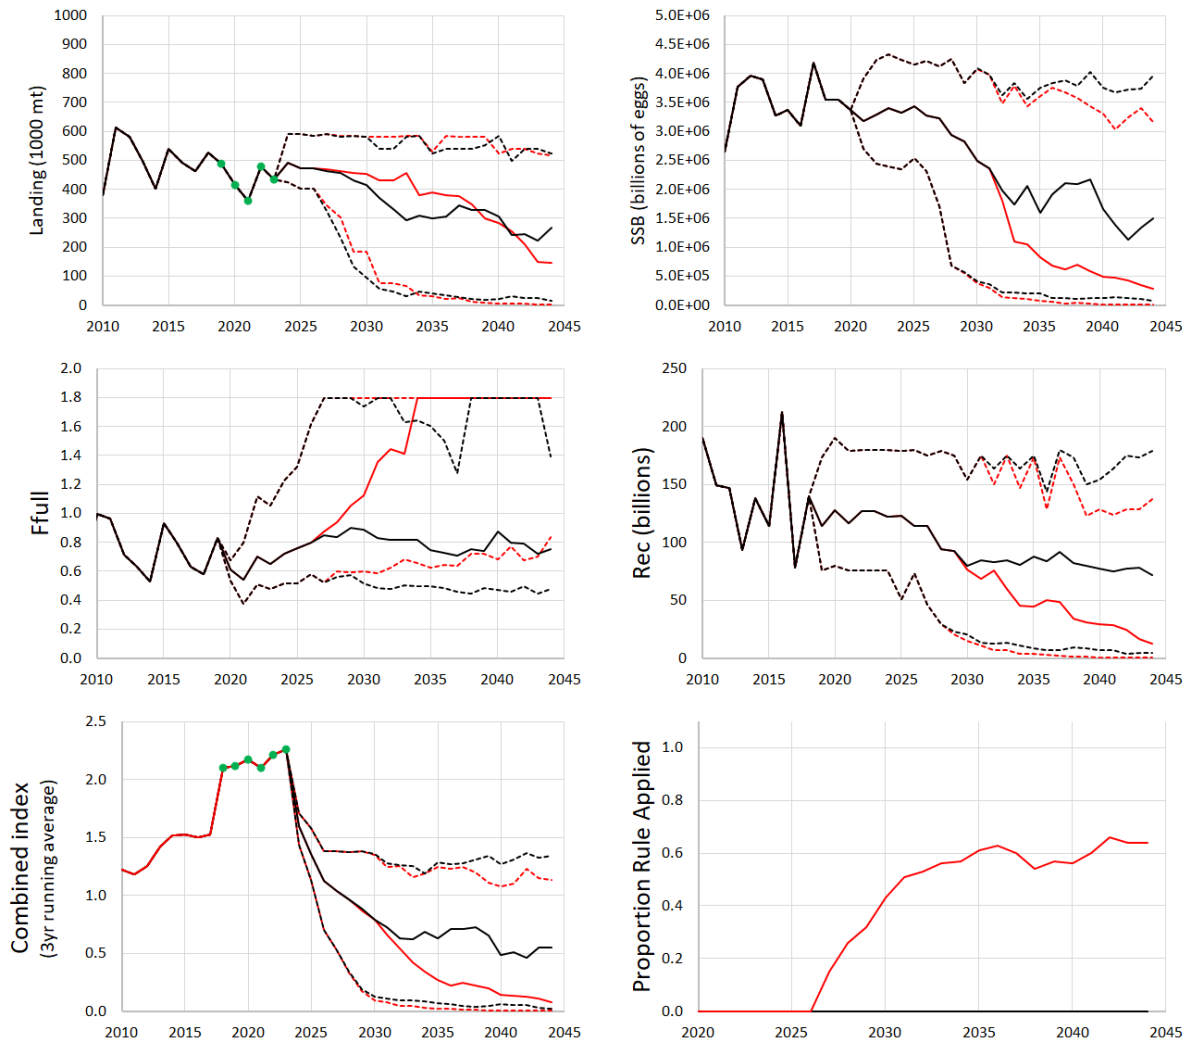 Landing (1000 mt)
1000
900
800
700
600
500
400
300
200
100
0
2010 2015 2020 2025 2030 2035 2040 2045
SSB (billions of eggs)
5.0E+06
4.5E+06
4.0E+06
3.5E+06
3.0E+06
2.5E+06
2.0E+06
1.5E+06
1.0E+06
5.0E+05
0.0E+00
2010 2015 2020 2025 2030 2035 2040 2045
Ffull
2.0
1.8
1.6
1.4
1.2
1.0
0.8
0.6
0.4
0.2
0.0
2010 2015 2020 2025 2030 2035 2040 2045
Rec (billions)
250
200
150
100
50
0
2010 2015 2020 2025 2030 2035 2040 2045
Combined index
(3yr running average)
2.5
2.0
1.5
1.0
0.5
0.0
2010 2015 2020 2025 2030 2035 2040 2045
Proportion Rule Applied
1.0
0.8
0.6
0.4
0.2
0.0
2020 2025 2030 2035 2040 2045